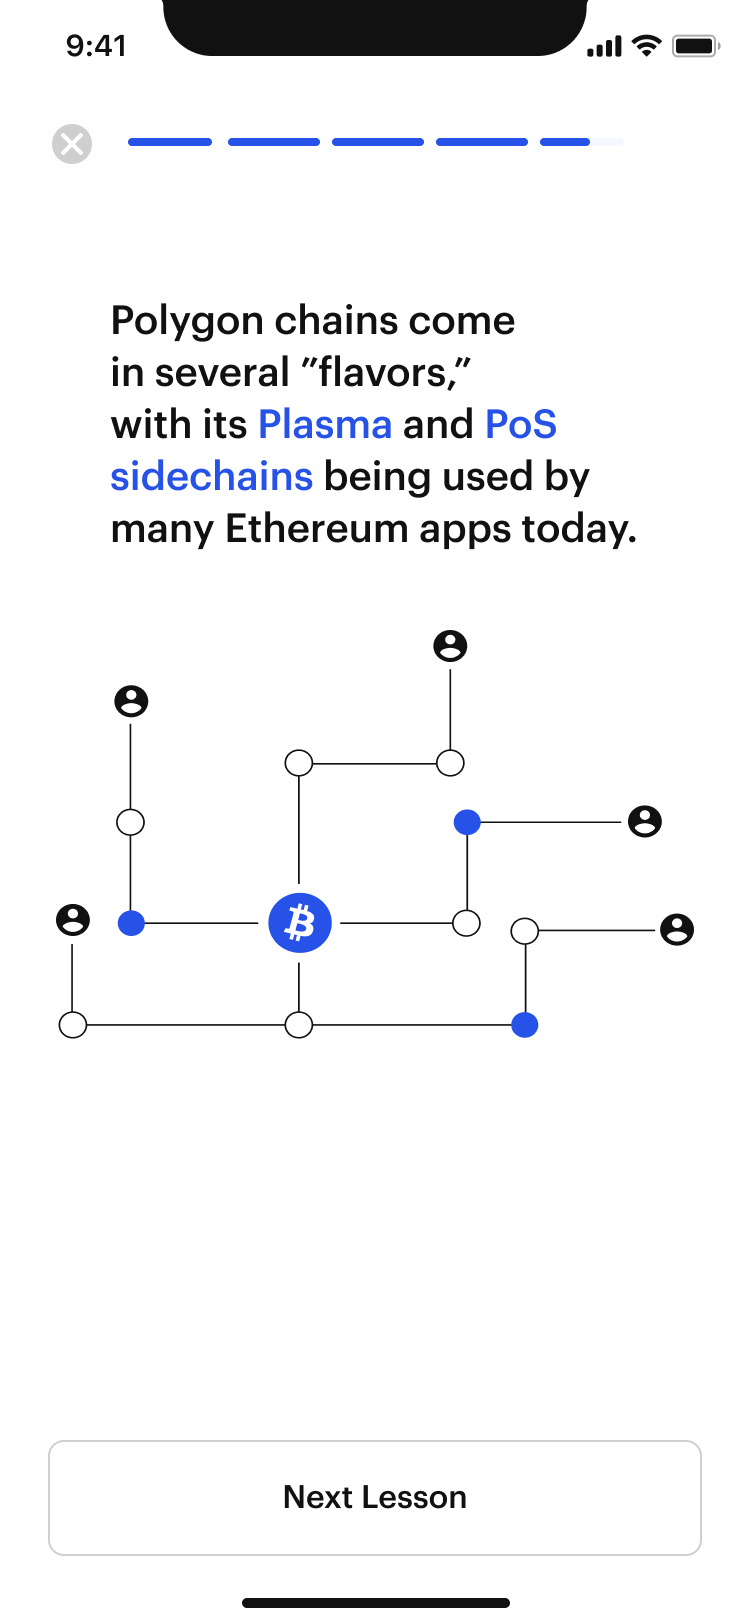 9:41
Polygon chains come
in several ”flavors,”
with its Plasma and PoS
sidechains being used by
many Ethereum apps today.
Next Lesson